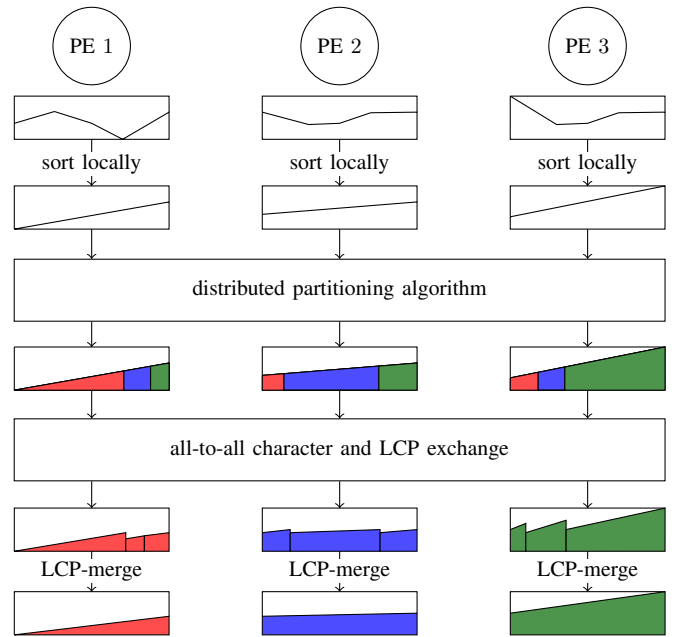 PE 1 PE 2 PE 3
sort locally sort locally sort locally
distributed partitioning algorithm
all-to-all character and LCP exchange
LCP-merge LCP-merge LCP-merge